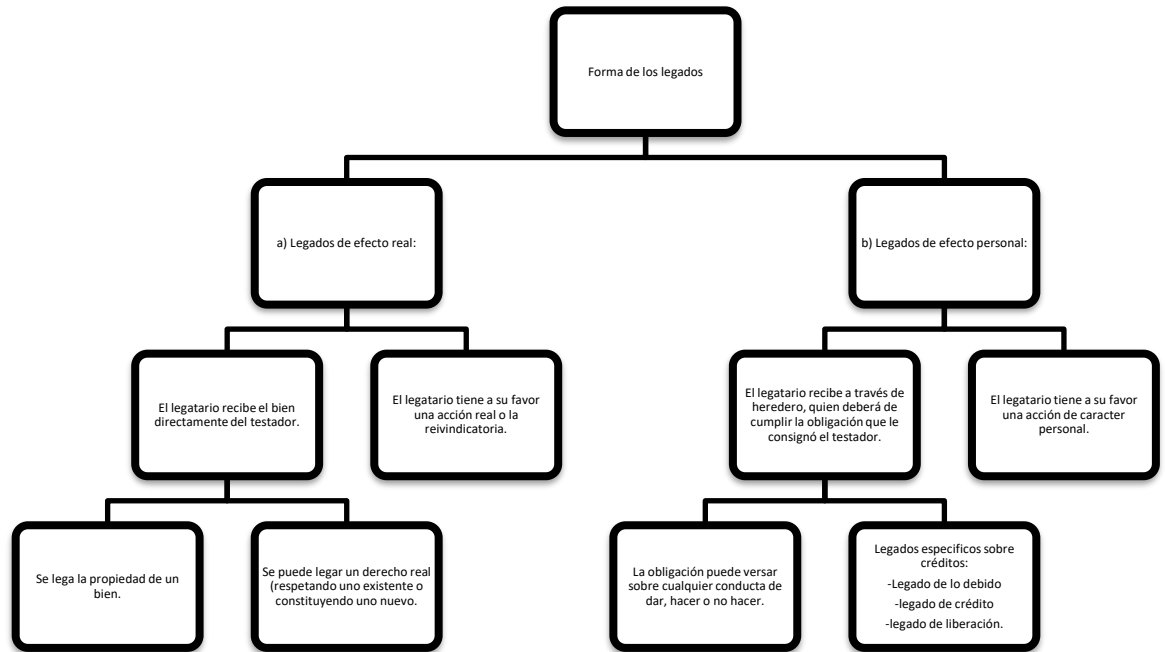 Forma de los legados
a) Legados de efecto real:
b) Legados de efecto personal:
El legatario recibe el bien
directamente del testador.
El legatario tiene a su favor
una acción real o la
reivindicatoria.
El legatario recibe a través de
heredero, quien deberá de
cumplir la obligación que le
consignó el testador.
El legatario tiene a su favor
una acción de caracter
personal.
Se lega la propiedad de un
bien.
Se puede legar un derecho real
(respetando uno existente o
constituyendo uno nuevo.
La obligación puede versar
sobre cualquier conducta de
dar, hacer o no hacer.
Legados especificos sobre
créditos:
-Legado de lo debido
-legado de crédito
-legado de liberación.